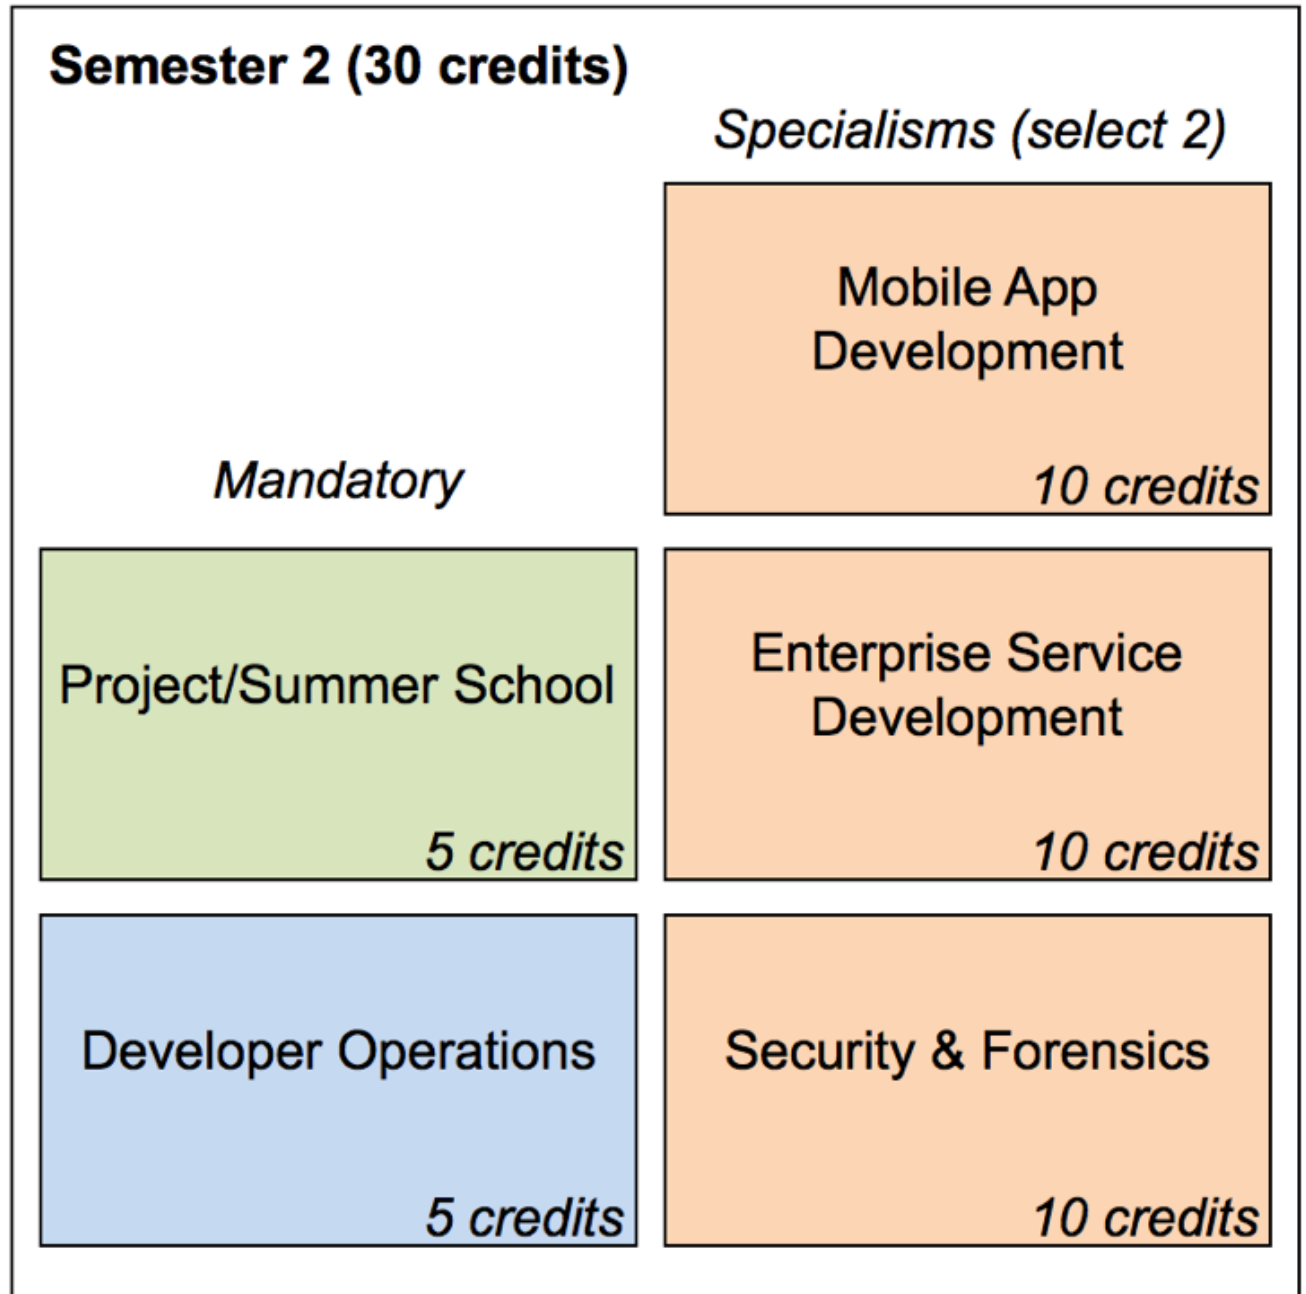 Semester 2 (30 credits)
Specialisms (select 2)
Mobile App
Development
10 credits
Mandatory
Project/Summer School
5 credits
Enterprise Service
Development
10 credits
Developer Operations
5 credits
Security & Forensics
10 credits